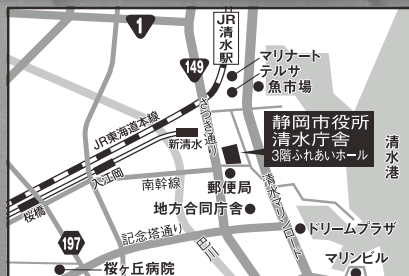 1
JR清水駅
149
マリナート
テルサ
魚市場
さつき通り
JR東海道本線
新清水
静岡市役所
清水庁舎
3階ふれあいホール
清水港
入江岡
南幹線
郵便局
桜橋
地方合同庁舎
清水マリンロード
記念塔通り
巴川
ドリームプラザ
197
桜ヶ丘病院
マリンビル